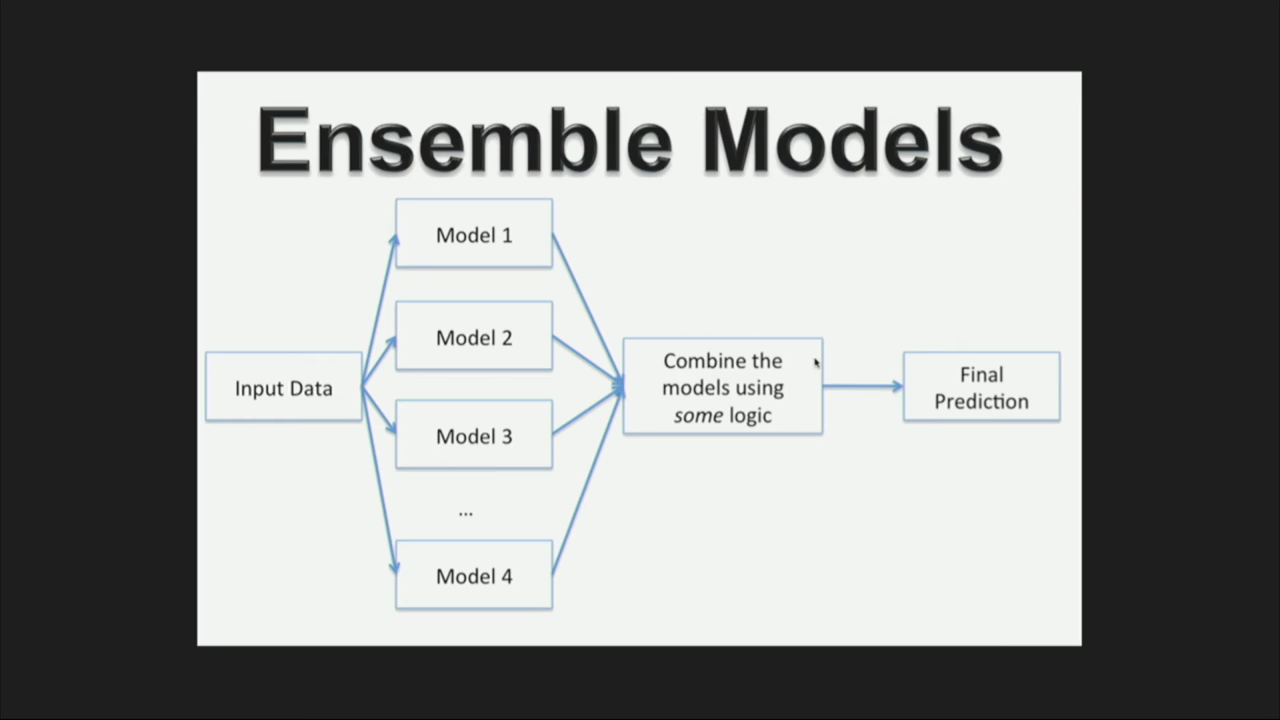 Ensemble Models
Model 1
Model 2
Input Data
Model 3
...
Model 4
Combine the
models using
some logic
Final
Prediction